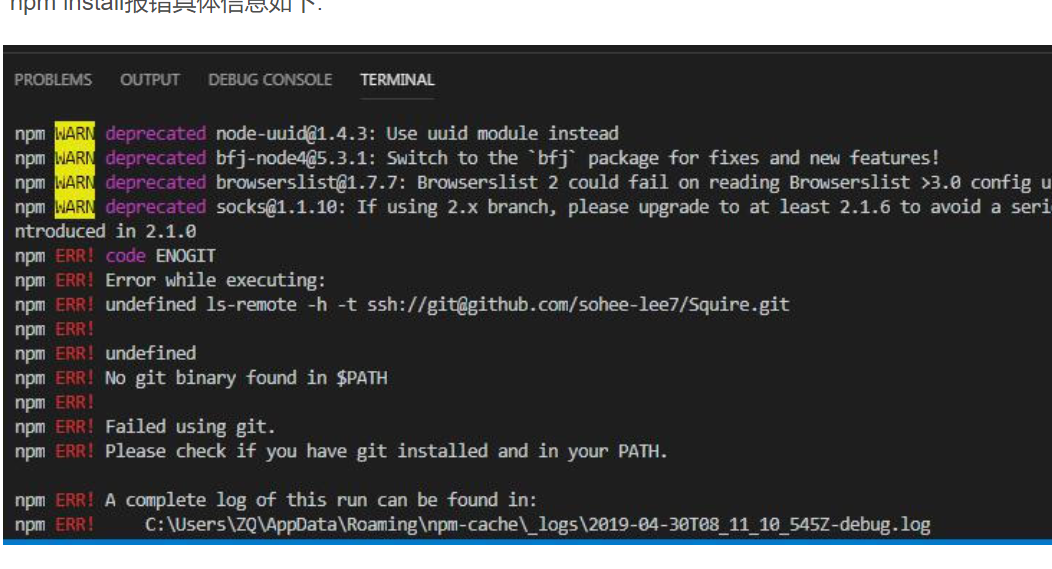 npm install报错具体信息如下:
PROBLEMS OUTPUT DEBUG CONSOLE TERMINAL
npm WARN deprecated node-uuid@1.4.3: Use uuid module instead
npm WARN deprecated bfj-node4@5.3.1: Switch to the `bfj` package for fixes and new features!
npm WARN deprecated browserslist@1.7.7: Browserslist 2 could fail on reading Browserslist >3.0 config u
npm WARN deprecated socks@1.1.10: If using 2.x branch, please upgrade to at least 2.1.6 to avoid a seri
ntroduced in 2.1.0
npm ERR! code ENOGIT
npm ERR! Error while executing:
npm ERR! undefined ls-remote -h -t ssh://git@github.com/sohee-lee7/Squire.git
npm ERR!
npm ERR! undefined
npm ERR! No git binary found in $PATH
npm ERR!
npm ERR! Failed using git.
npm ERR! Please check if you have git installed and in your PATH.
npm ERR! A complete log of this run can be found in:
npm ERR! C:\Users\ZQ\AppData\Roaming\npm-cache\_logs\2019-04-30T08_11_10_545Z-debug.log